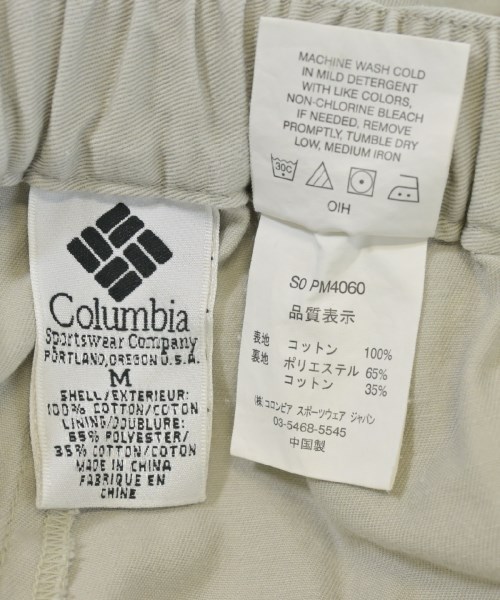 Columbia
Sportswear Company
PORTLAND,OREGON U.S.A.
M
SHELL/EXTERIEUR:
100% COTTON/COTON
LINING/DOUBLURE:
65% POLYESTER/
35% COTTON/COTON
MADE IN CHINA
FABRIQUE EN
CHINE
MACHINE WASH COLD
IN MILD DETERGENT
WITH LIKE COLORS,
NON-CHLORINE BLEACH
IF NEEDED, REMOVE
PROMPTLY, TUMBLE DRY
LOW, MEDIUM IRON
30C
OIH
S0 PM4060
品質表示
表地 コットン 100%
裏地 ポリエステル 65%
コットン 35%
(株)コロンビア スポーツウェア ジャパン
03-5468-5545
中国製